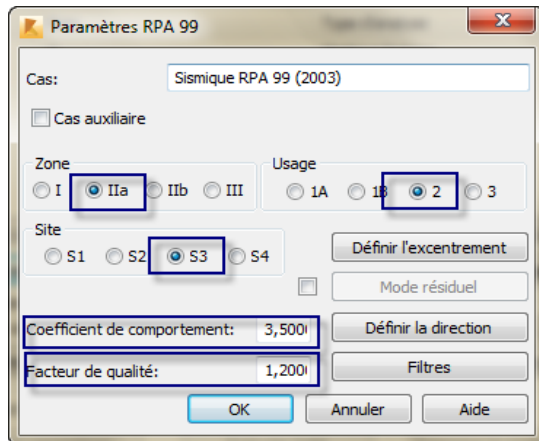 Paramètres RPA 99
Cas: Sismique RPA 99 (2003)
Cas auxiliaire
Zone Usage
I IIa IIb III 1A 1B 2 3
Site
S1 S2 S3 S4 Définir l'excentrement
Mode résiduel
Coefficient de comportement: 3,5000 Définir la direction
Facteur de qualité: 1,2000 Filtres
OK Annuler Aide